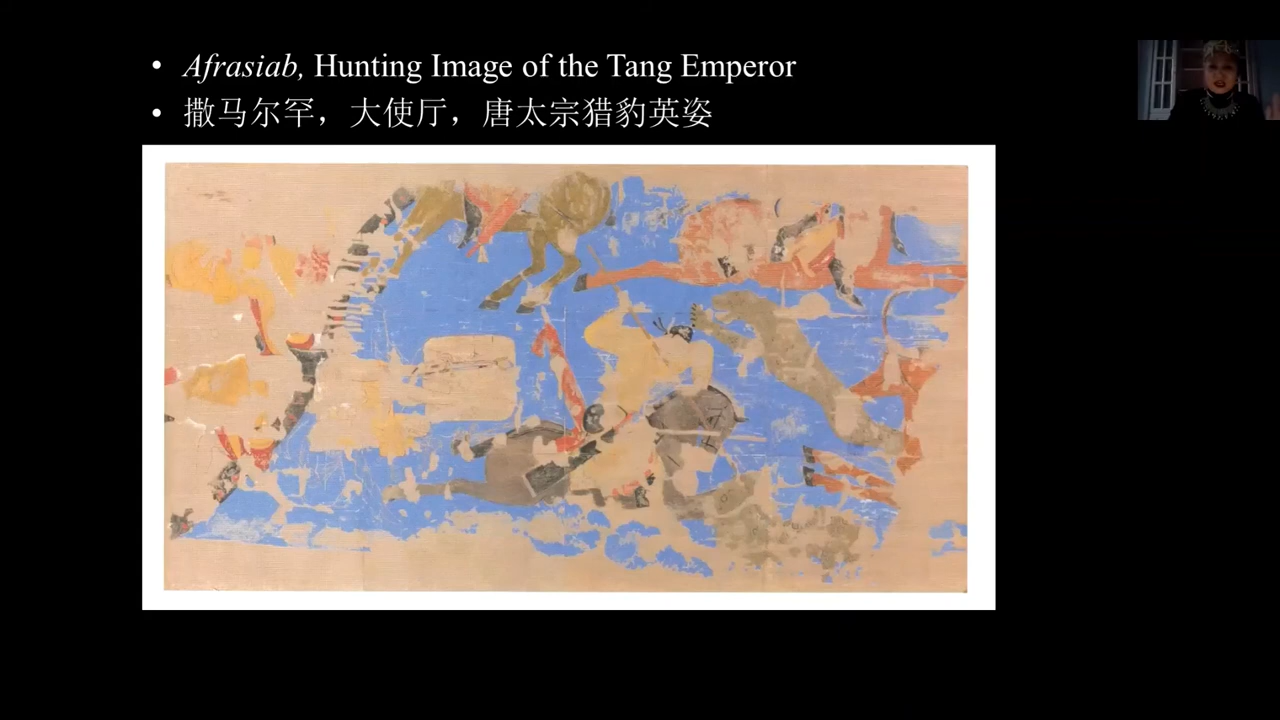 • Afrasiab, Hunting Image of the Tang Emperor
• 撒马尔罕，大使厅，唐太宗猎豹英姿